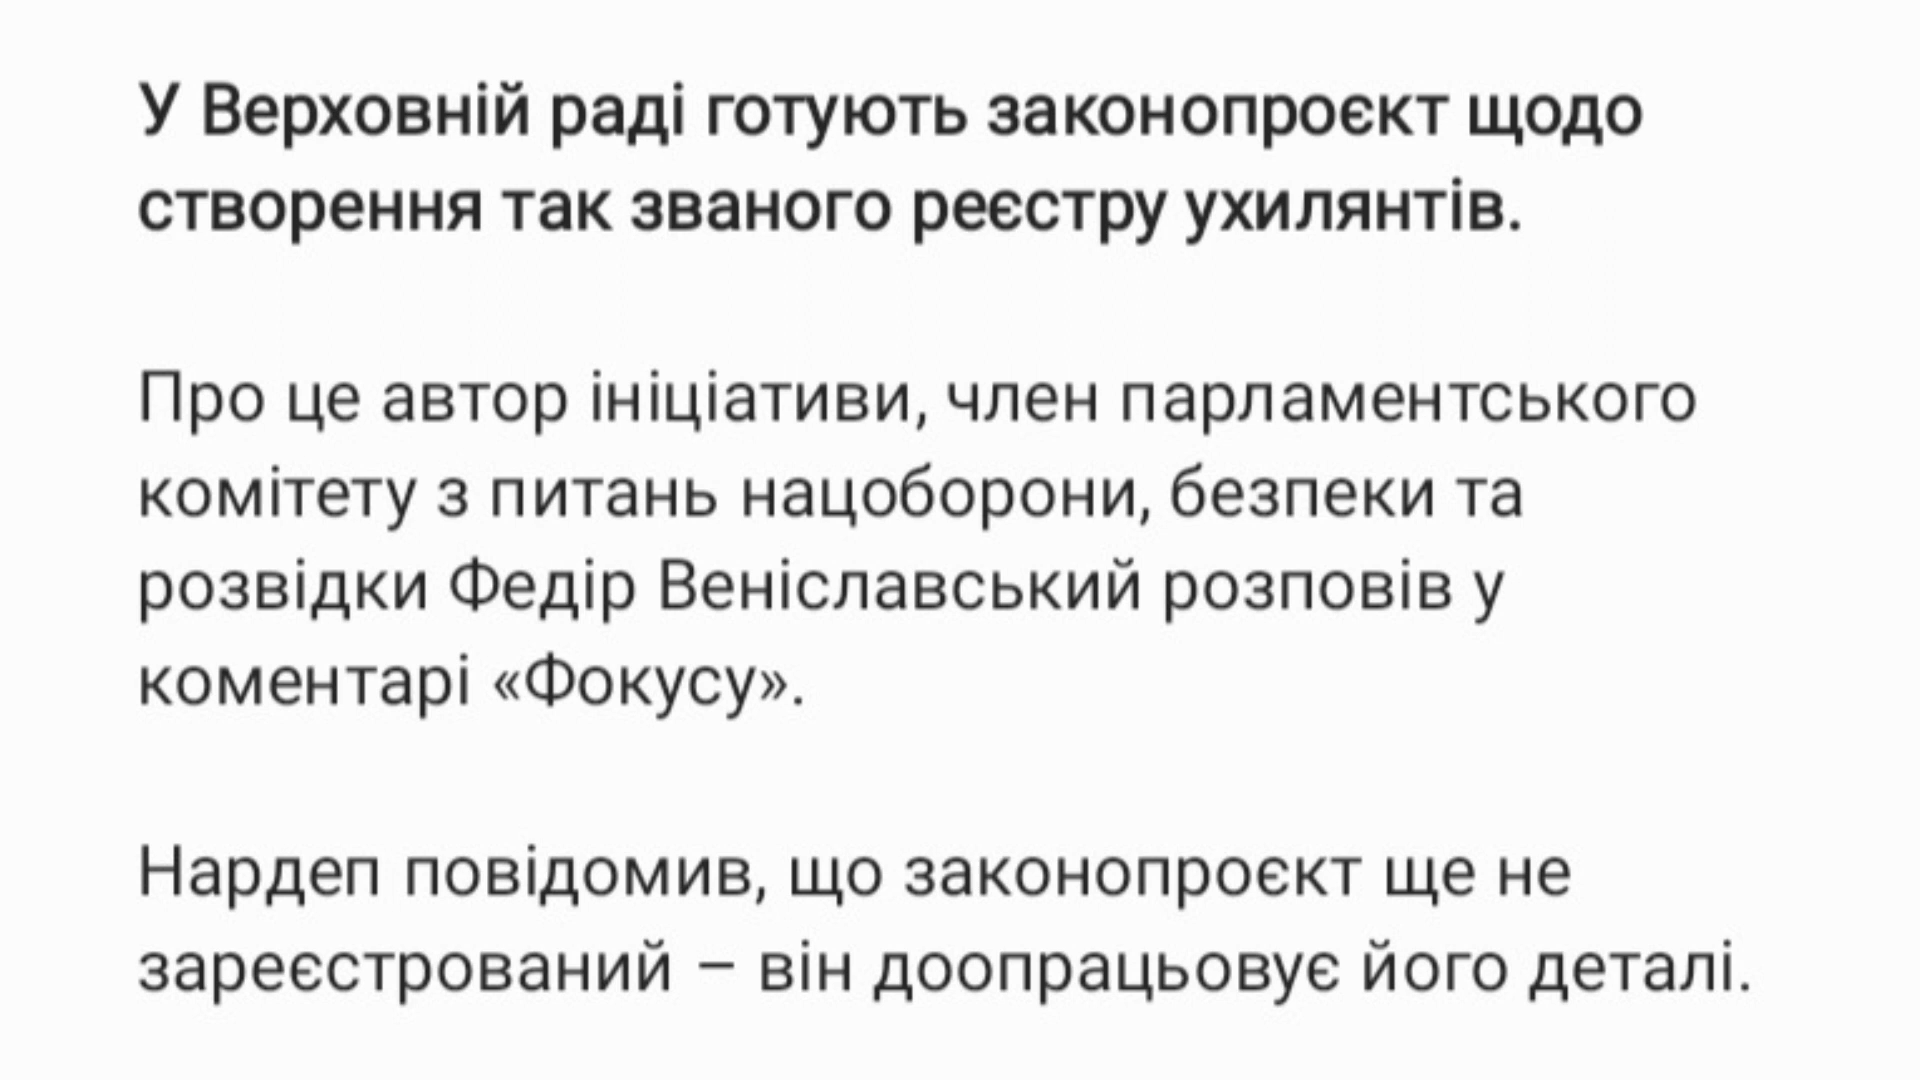 У Верховній раді готують законопроєкт щодо
створення так званого реєстру ухилянтів.
Про це автор ініціативи, член парламентського
комітету з питань нацоборони, безпеки та
розвідки Федір Веніславський розповів у
коментарі «Фокусу».
Нардеп повідомив, що законопроєкт ще не
зареєстрований – він доопрацьовує його деталі.